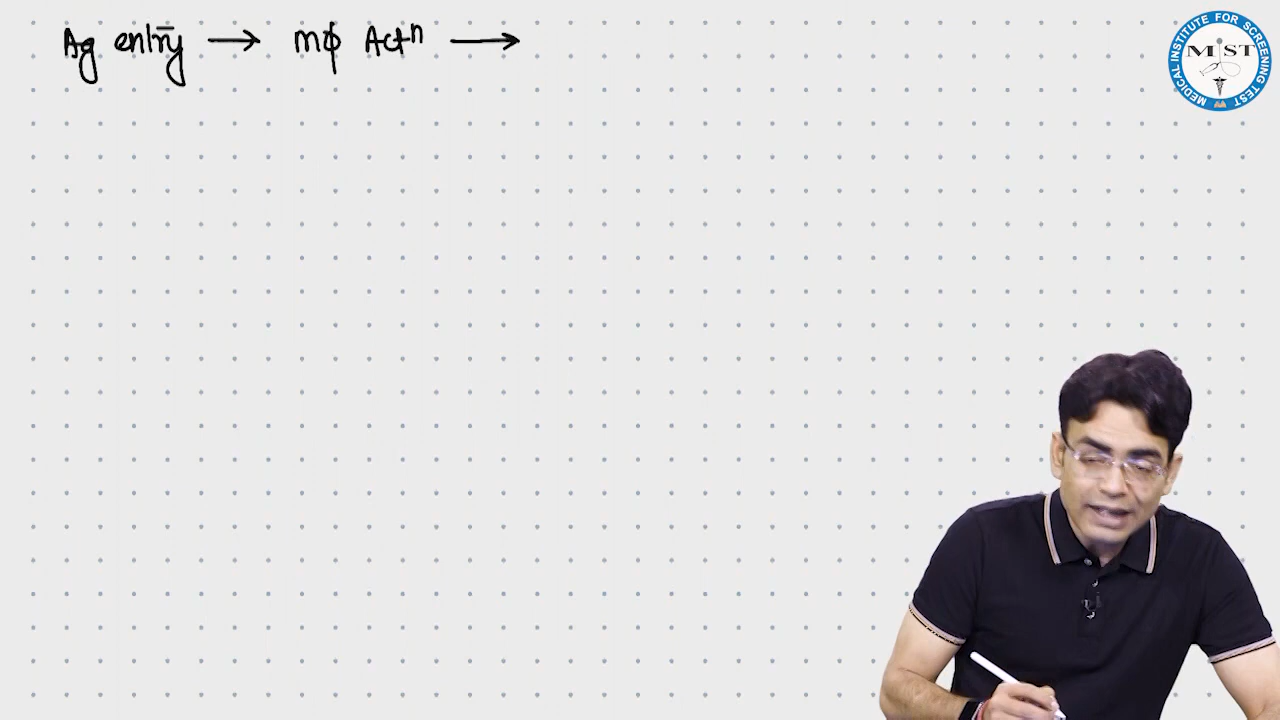 Ag entry → mϕ Actⁿ →
MEDICAL INSTITUTE FOR SCREENING TEST
MIST